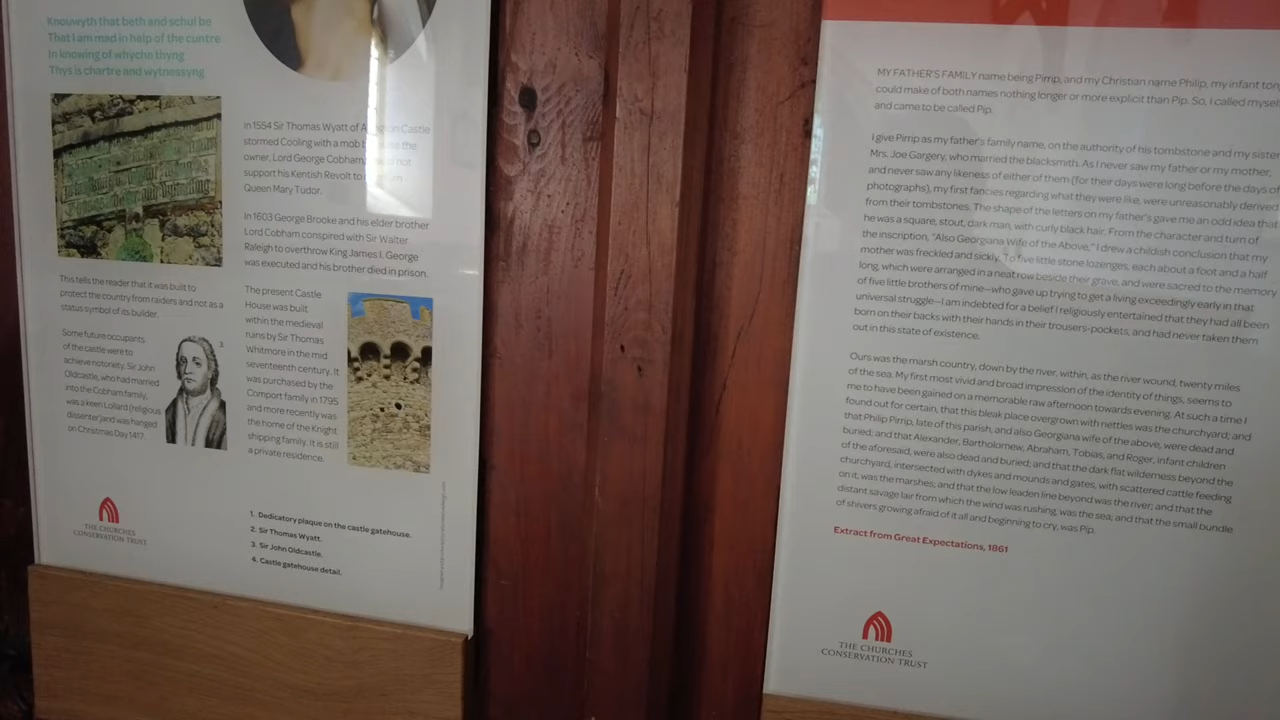 Knouwyth that beth and schul be
That I am mad in help of the cuntre
In knowing of whyche thyng
Thys is chartre and wytnessyng
In 1554 Sir Thomas Wyatt of Castle
stormed Cooling with a mob the
owner, Lord George Cobham, not
support his Kentish Revolt to
Queen Mary Tudor.
In 1603 George Brooke and his elder brother
Lord Cobham conspired with Sir Walter
Raleigh to overthrow King James I. George
was executed and his brother died in prison.
This tells the reader that it was built to
protect the country from raiders and not as a
status symbol of its builder.
Some future occupants
of the castle were to
achieve notoriety. Sir John
Oldcastle, who had married
into the Cobham family,
was a keen Lollard (religious
dissenter)and was hanged
on Christmas Day 1417.
3
The present Castle
House was built
within the medieval
ruins by Sir Thomas
Whitmore in the mid
seventeenth century. It
was purchased by the
Comport family in 1795
and more recently was
the home of the Knight
shipping family. It is still
a private residence.
1. Dedicatory plaque on the castle gatehouse.
2. Sir Thomas Wyatt.
3. Sir John Oldcastle.
4. Castle gatehouse detail.
THE CHURCHES
CONSERVATION TRUST
MY FATHER'S FAMILY name being Pirrip, and my Christian name Philip, my infant ton
could make of both names nothing longer or more explicit than Pip. So, I called mysel
and came to be called Pip.
I give Pirrip as my father's family name, on the authority of his tombstone and my sister
Mrs. Joe Gargery, who married the blacksmith. As I never saw my father or my mother,
and never saw any likeness of either of them (for their days were long before the days of
photographs), my first fancies regarding what they were like, were unreasonably derived
from their tombstones. The shape of the letters on my father's gave me an odd idea that
he was a square, stout, dark man, with curly black hair. From the character and turn of
the inscription, "Also Georgiana Wife of the Above," I drew a childish conclusion that my
mother was freckled and sickly. To five little stone lozenges, each about a foot and a half
long, which were arranged in a neat row beside their grave, and were sacred to the memory
of five little brothers of mine—who gave up trying to get a living exceedingly early in that
universal struggle—I am indebted for a belief I religiously entertained that they had all been
born on their backs with their hands in their trousers-pockets, and had never taken them
out in this state of existence.
Ours was the marsh country, down by the river, within, as the river wound, twenty miles
of the sea. My first most vivid and broad impression of the identity of things, seems to
me to have been gained on a memorable raw afternoon towards evening. At such a time I
found out for certain, that this bleak place overgrown with nettles was the churchyard; and
that Philip Pirrip, late of this parish, and also Georgiana wife of the above, were dead and
buried; and that Alexander, Bartholomew, Abraham, Tobias, and Roger, infant children
of the aforesaid, were also dead and buried; and that the dark flat wilderness beyond the
churchyard, intersected with dykes and mounds and gates, with scattered cattle feeding
on it, was the marshes; and that the low leaden line beyond was the river; and that the
distant savage lair from which the wind was rushing, was the sea; and that the small bundle
of shivers growing afraid of it all and beginning to cry, was Pip.
Extract from Great Expectations, 1861
THE CHURCHES
CONSERVATION TRUST